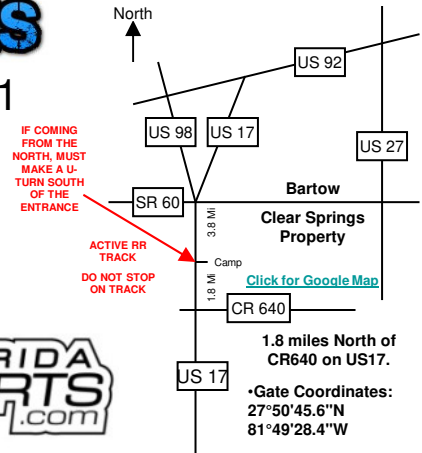 North
S
1
US 92
IF COMING
FROM THE
NORTH, MUST
MAKE A U-
TURN SOUTH
OF THE
ENTRANCE
US 98
US 17
US 27
SR 60
Bartow
3.8 Mi
Clear Springs
Property
ACTIVE RR
TRACK
Camp
DO NOT STOP
ON TRACK
1.8 Mi
Click for Google Map
CR 640
1.8 miles North of
CR640 on US17.
US 17
•Gate Coordinates:
27°50'45.6"N
81°49'28.4"W
RIDA
RTS
.com